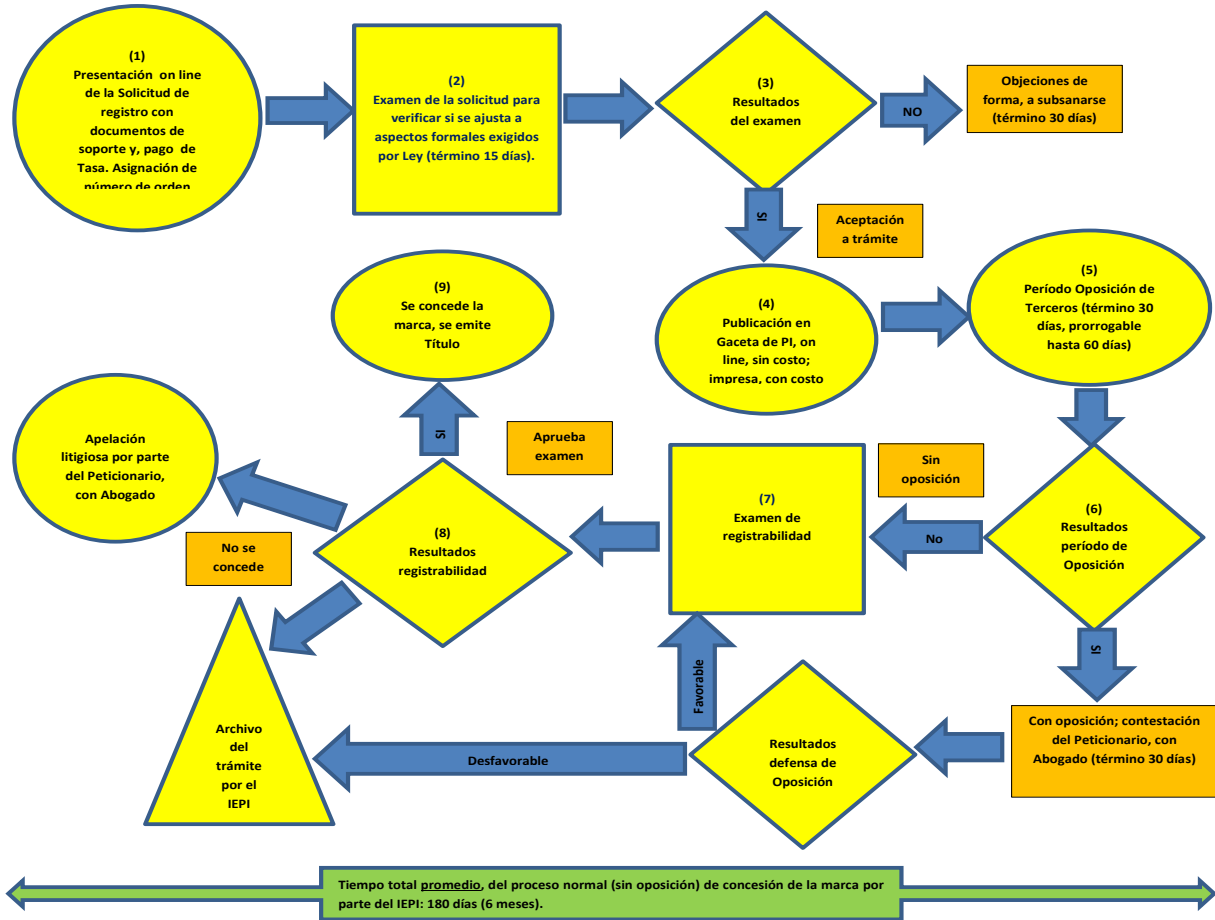 (1)
Presentación on line
de la Solicitud de
registro con
documentos de
soporte y, pago de
Tasa. Asignación de
número de orden
(2)
Examen de la solicitud para
verificar si se ajusta a
aspectos formales exigidos
por Ley (término 15 días).
(3)
Resultados
del examen
NO
Objeciones de
forma, a subsanarse
(término 30 días)
SI
Aceptación
a trámite
(4)
Publicación en
Gaceta de PI, on
line, sin costo;
impresa, con costo
(5)
Período Oposición de
Terceros (término 30
días, prorrogable
hasta 60 días)
(6)
Resultados
período de
Oposición
Sin
oposición
No
(7)
Examen de
registrabilidad
(8)
Resultados
registrabilidad
Aprueba
examen
SI
(9)
Se concede la
marca, se emite
Título
Apelación
litigiosa por parte
del Peticionario,
con Abogado
No se
concede
Archivo
del
trámite
por el
IEPI
SI
Con oposición; contestación
del Peticionario, con
Abogado (término 30 días)
Resultados
defensa de
Oposición
Favorable
Desfavorable
Tiempo total promedio, del proceso normal (sin oposición) de concesión de la marca por
parte del IEPI: 180 días (6 meses).